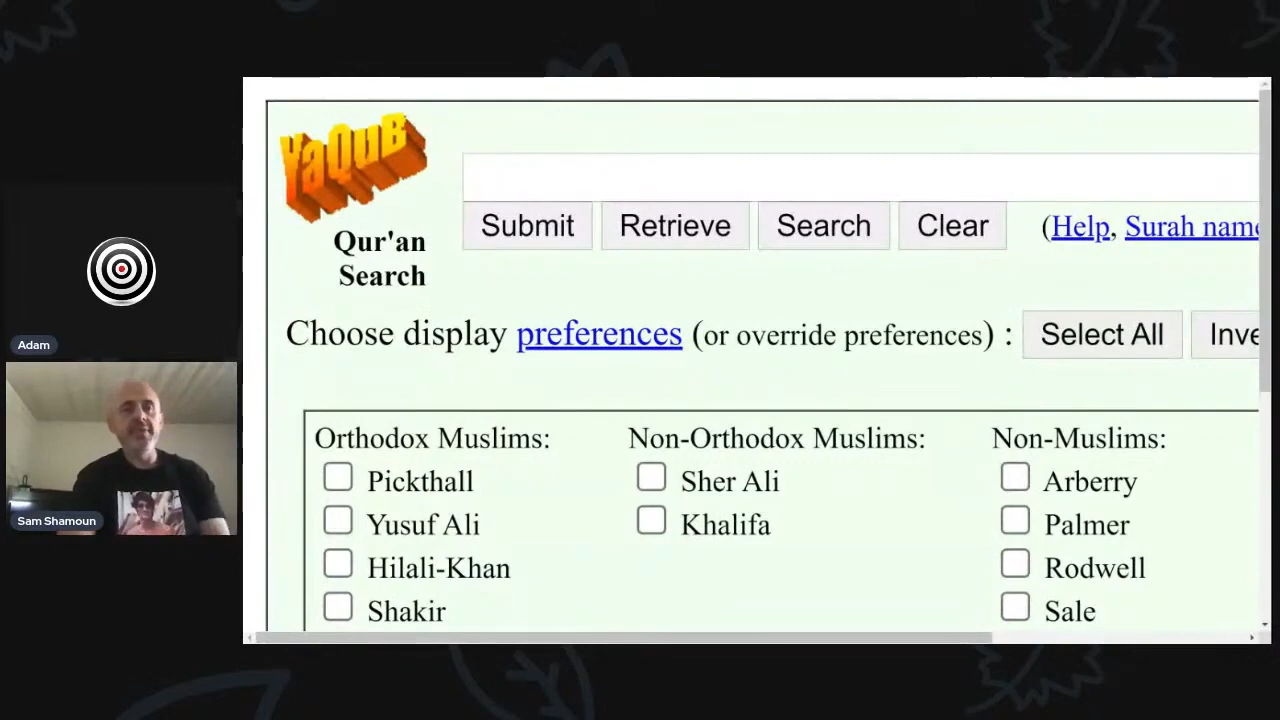 YaQuB
Qur'an
Search
Submit Retrieve Search Clear (Help, Surah name
Choose display preferences (or override preferences) : Select All Inve
Orthodox Muslims: Non-Orthodox Muslims: Non-Muslims:
Pickthall Sher Ali Arberry
Yusuf Ali Khalifa Palmer
Hilali-Khan Rodwell
Shakir Sale
Adam
Sam Shamoun